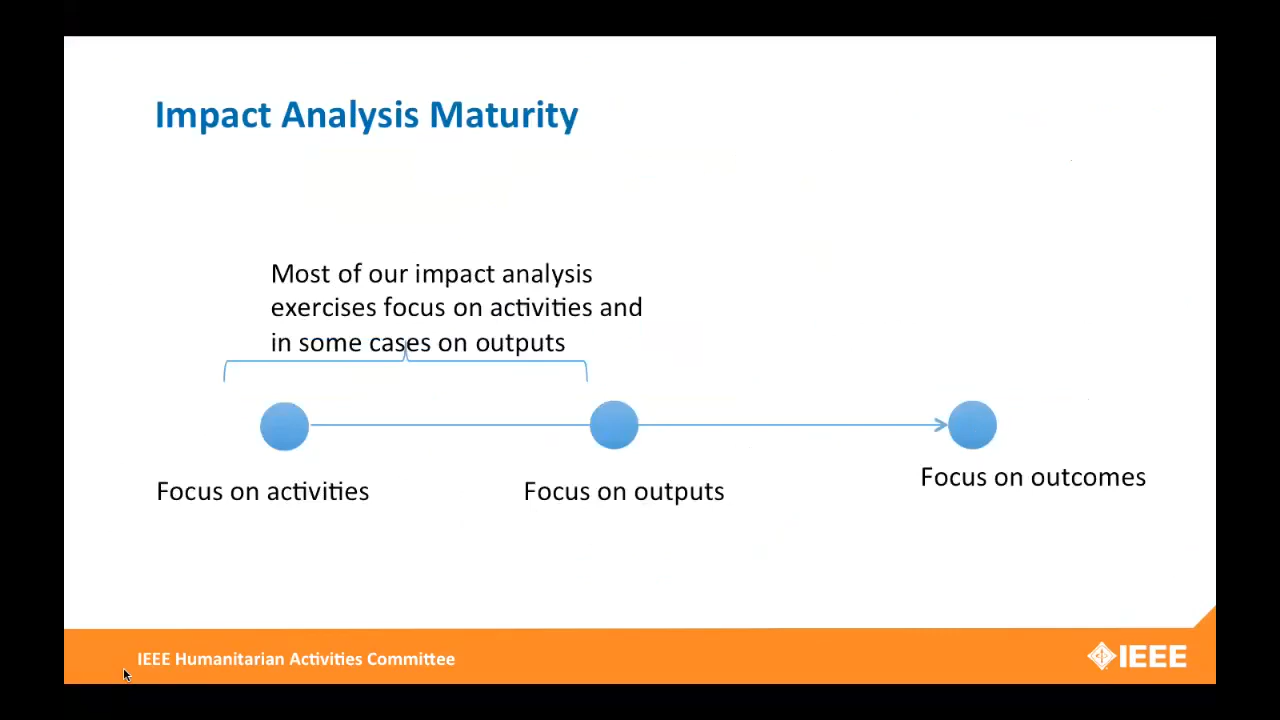 Impact Analysis Maturity
Most of our impact analysis
exercises focus on activities and
in some cases on outputs
Focus on activities
Focus on outputs
Focus on outcomes
IEEE Humanitarian Activities Committee
IEEE